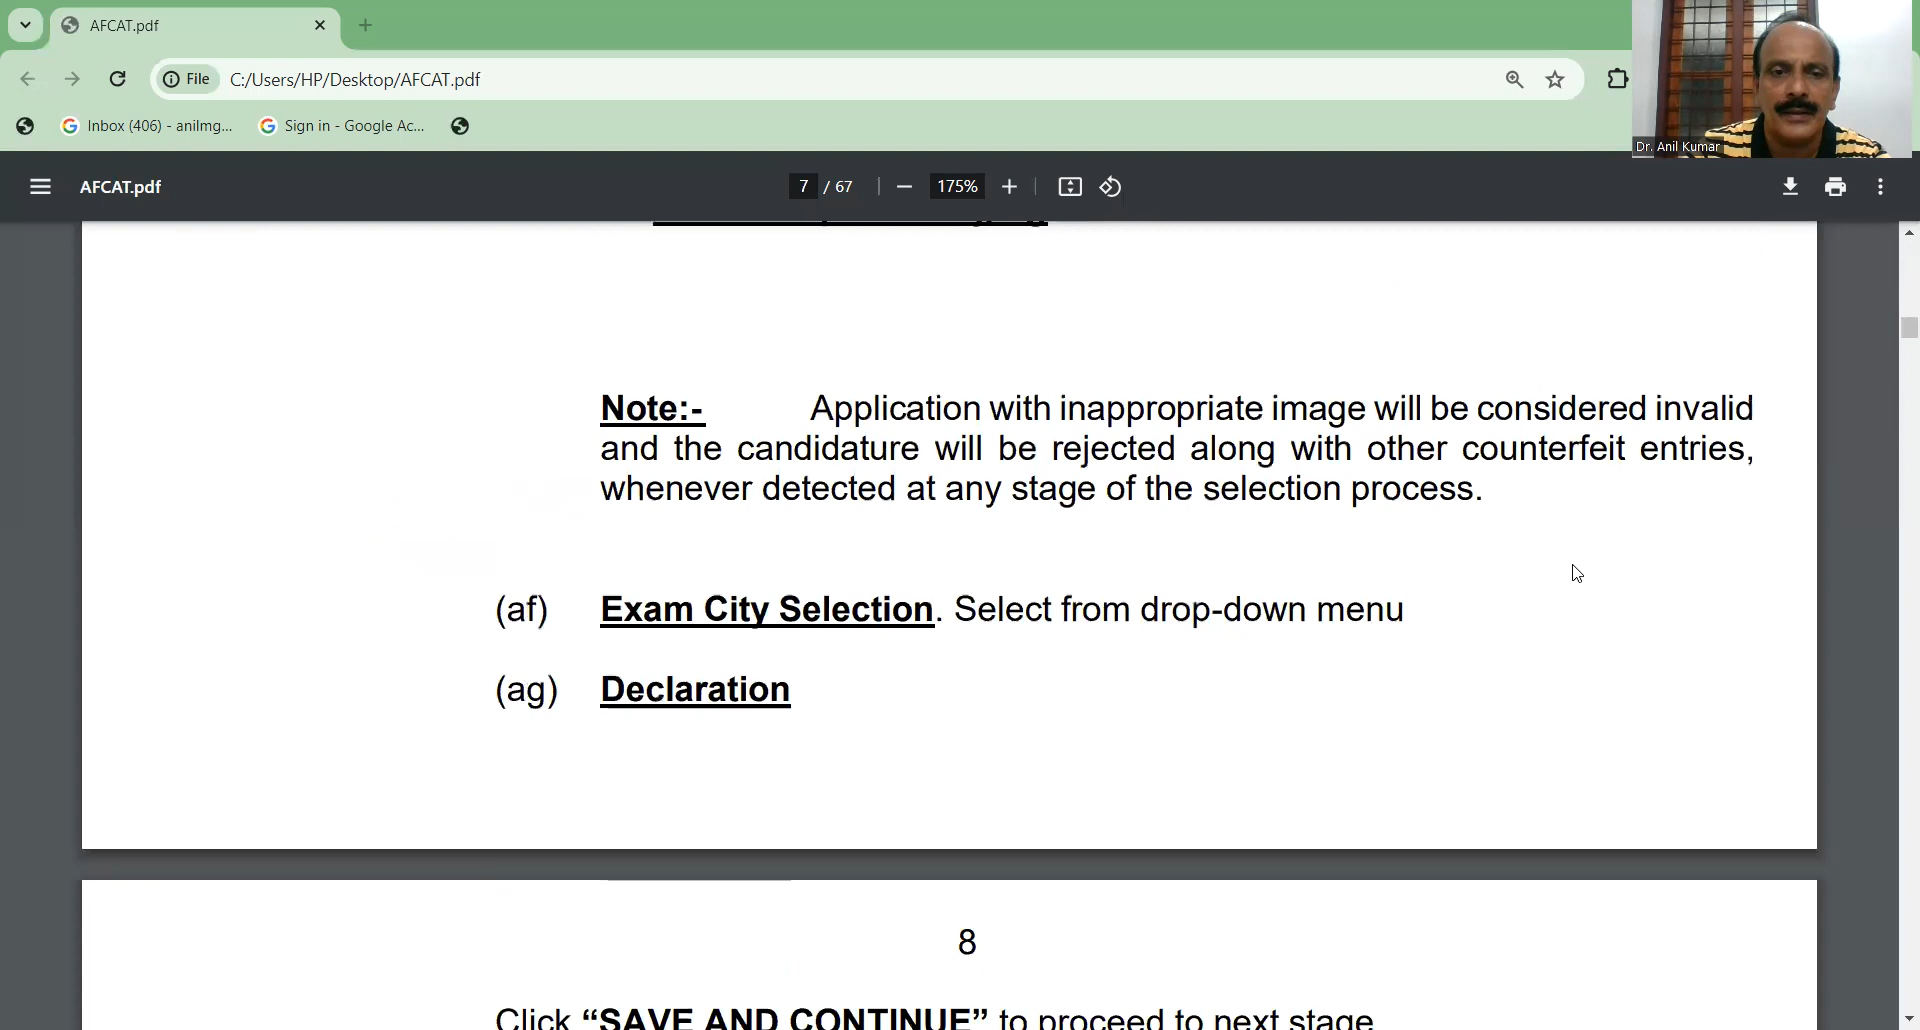 AFCAT.pdf
File C:/Users/HP/Desktop/AFCAT.pdf
Inbox (406) - anilmg... Sign in - Google Ac...
Dr. Anil Kumar
AFCAT.pdf 7 / 67 175%
Note:- Application with inappropriate image will be considered invalid
and the candidature will be rejected along with other counterfeit entries,
whenever detected at any stage of the selection process.
(af) Exam City Selection. Select from drop-down menu
(ag) Declaration
8
Click “SAVE AND CONTINUE” to proceed to next stage